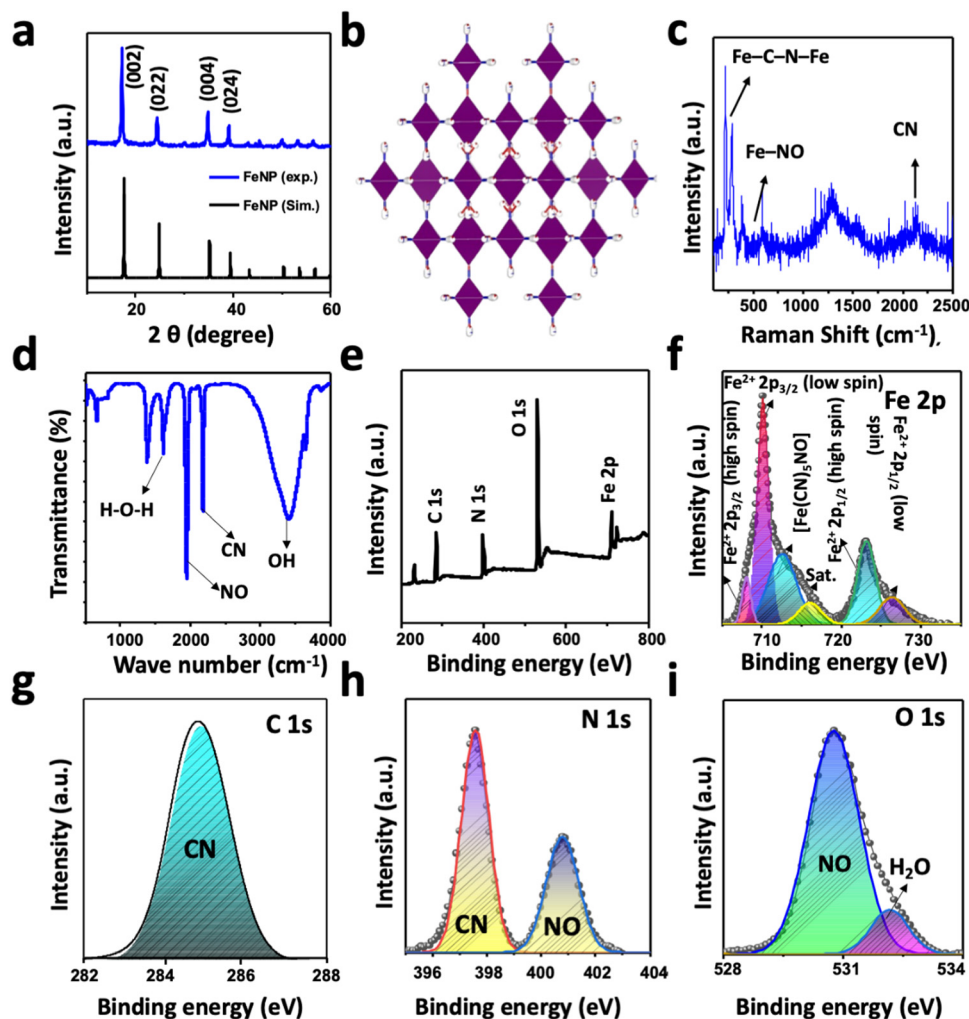 a
(002)
(022)
(004)
(024)
FeNP (exp.)
FeNP (Sim.)
Intensity (a.u.)
20
40
60
2 θ (degree)
b
c
Fe–C–N–Fe
CN
Fe–NO
Intensity (a.u.)
500
1000
1500
2000
2500
Raman Shift (cm-1),
d
Transmittance (%)
H-O-H
CN
OH
NO
1000
2000
3000
4000
Wave number (cm-1)
e
Intensity (a.u.)
C 1s
N 1s
O 1s
Fe 2p
200
400
600
800
Binding energy (eV)
f
Fe2+ 2p3/2 (low spin)
Fe 2p
Fe2+ 2p3/2 (high spin)
[Fe(CN)5NO]
Sat.
Fe2+ 2p1/2 (high spin)
Fe2+ 2p1/2 (low
spin)
Intensity (a.u.)
710
720
730
Binding energy (eV)
g
C 1s
CN
Intensity (a.u.)
282
284
286
288
Binding energy (eV)
h
N 1s
CN
NO
Intensity (a.u.)
396
398
400
402
404
Binding energy (eV)
i
O 1s
NO
H2O
Intensity (a.u.)
528
531
534
Binding energy (eV)